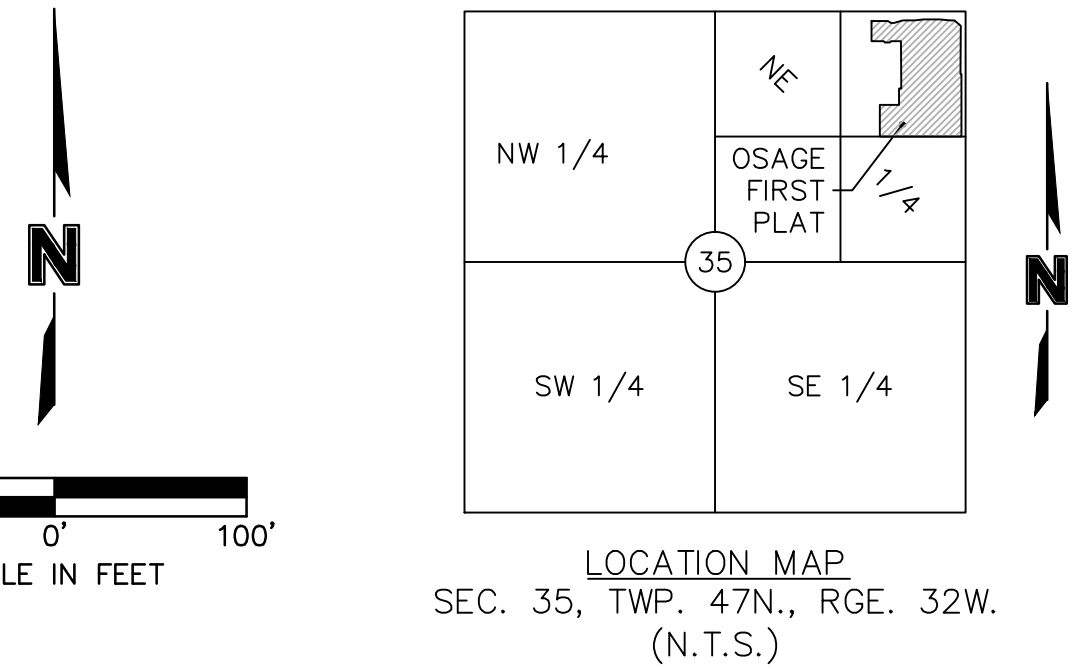 N
0' 100'
LE IN FEET
NW 1/4
NE
OSAGE
FIRST
PLAT
1/4
35
SW 1/4
SE 1/4
N
LOCATION MAP
SEC. 35, TWP. 47N., RGE. 32W.
(N.T.S.)